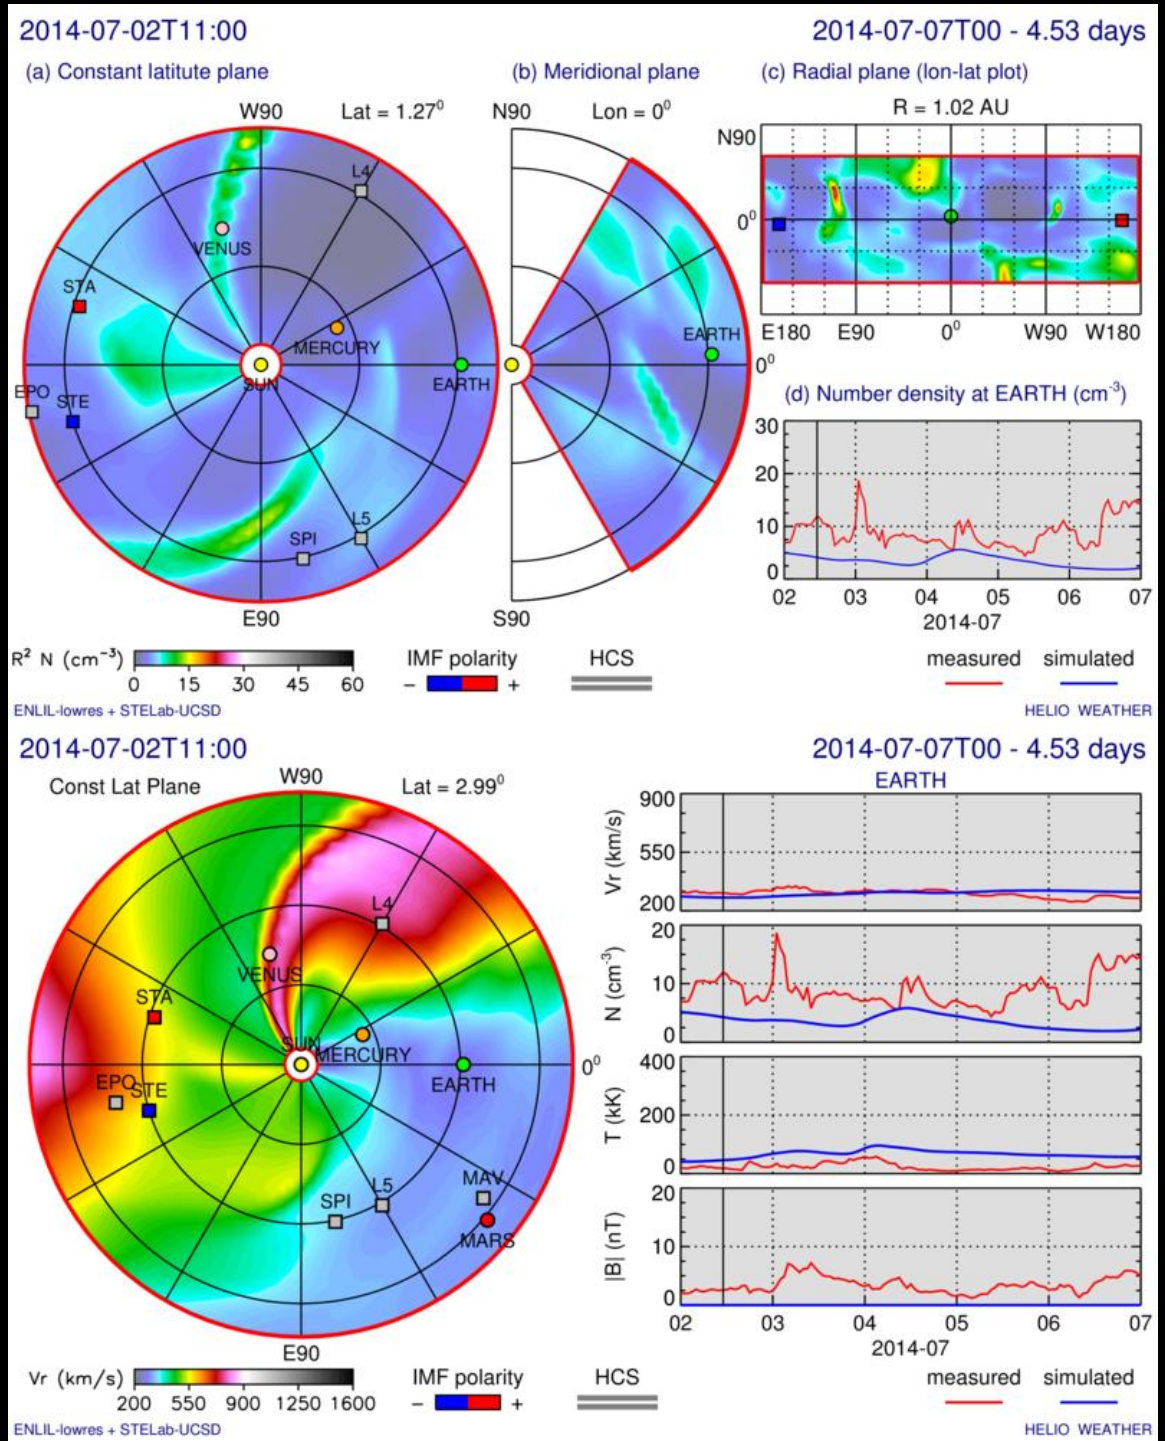 2014-07-02T11:00 2014-07-07T00 - 4.53 days
(a) Constant latitute plane (b) Meridional plane (c) Radial plane (lon-lat plot)
W90 Lat = 1.27⁰ N90 Lon = 0⁰ R = 1.02 AU
N90
0⁰
E180 E90 0⁰ W90 W180
L4
VENUS
STA
MERCURY
SUN
EARTH
EPO
STE
L5
SPI
E90
EARTH
0⁰
S90
(d) Number density at EARTH (cm⁻³)
30
20
10
0
02 03 04 05 06 07
2014-07
R² N (cm⁻³)
0 15 30 45 60
IMF polarity
- +
HCS
measured simulated
ENLIL-lowres + STELab-UCSD HELIO WEATHER
2014-07-02T11:00 2014-07-07T00 - 4.53 days
Const Lat Plane W90 Lat = 2.99⁰ EARTH
L4
VENUS
STA
SUN
MERCURY
EARTH
0⁰
EPO
STE
SPI
L5
MAV
MARS
E90
Vr (km/s)
900
550
200
N (cm⁻³)
20
10
0
T (kK)
400
200
0
|B| (nT)
20
10
0
02 03 04 05 06 07
2014-07
Vr (km/s)
200 550 900 1250 1600
IMF polarity
- +
HCS
measured simulated
ENLIL-lowres + STELab-UCSD HELIO WEATHER